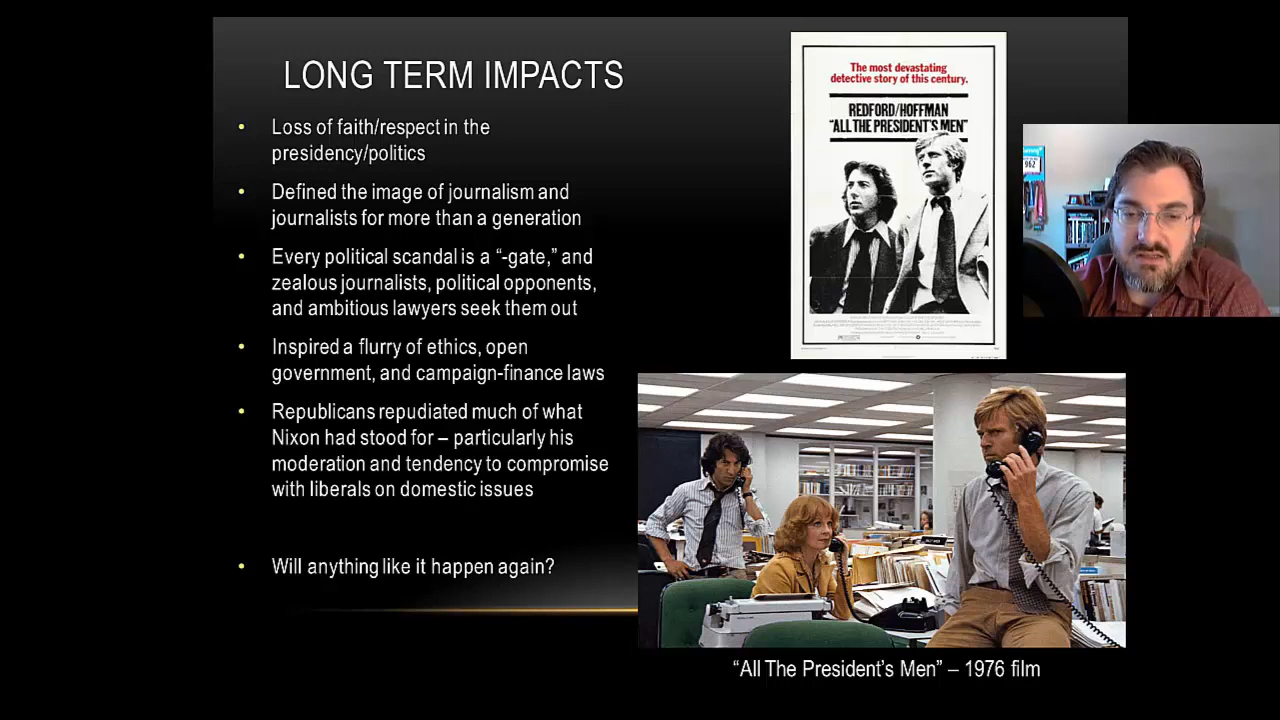 LONG TERM IMPACTS
Loss of faith/respect in the
presidency/politics
Defined the image of journalism and
journalists for more than a generation
Every political scandal is a “-gate,” and
zealous journalists, political opponents,
and ambitious lawyers seek them out
Inspired a flurry of ethics, open
government, and campaign-finance laws
Republicans repudiated much of what
Nixon had stood for – particularly his
moderation and tendency to compromise
with liberals on domestic issues
Will anything like it happen again?
The most devastating
detective story of this century.
REDFORD/HOFFMAN
“ALL THE PRESIDENT’S MEN”
962
“All The President’s Men” – 1976 film